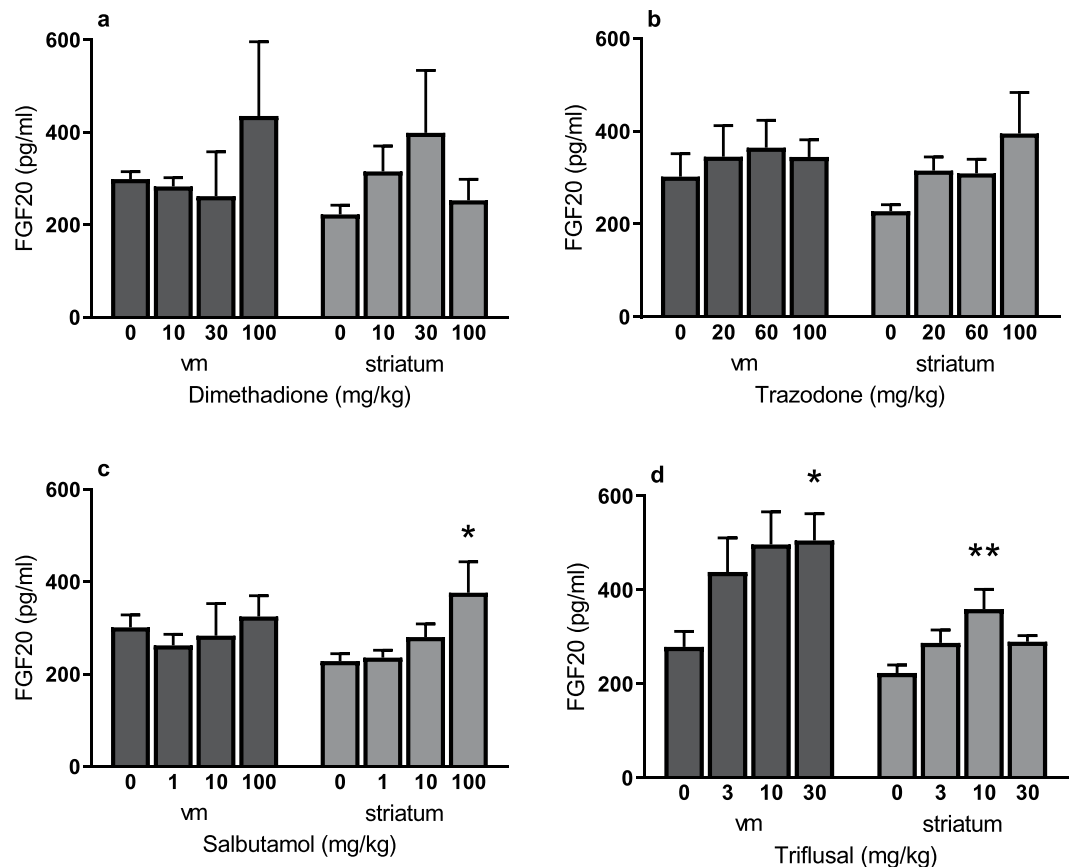 a
600
400
200
0
FGF20 (pg/ml)
0 10 30 100 0 10 30 100
vm striatum
Dimethadione (mg/kg)
b
600
400
200
0
FGF20 (pg/ml)
0 20 60 100 0 20 60 100
vm striatum
Trazodone (mg/kg)
c
600
400
200
0
FGF20 (pg/ml)
*
0 1 10 100 0 1 10 100
vm striatum
Salbutamol (mg/kg)
d
600
400
200
0
FGF20 (pg/ml)
*
**
0 3 10 30 0 3 10 30
vm striatum
Triflusal (mg/kg)